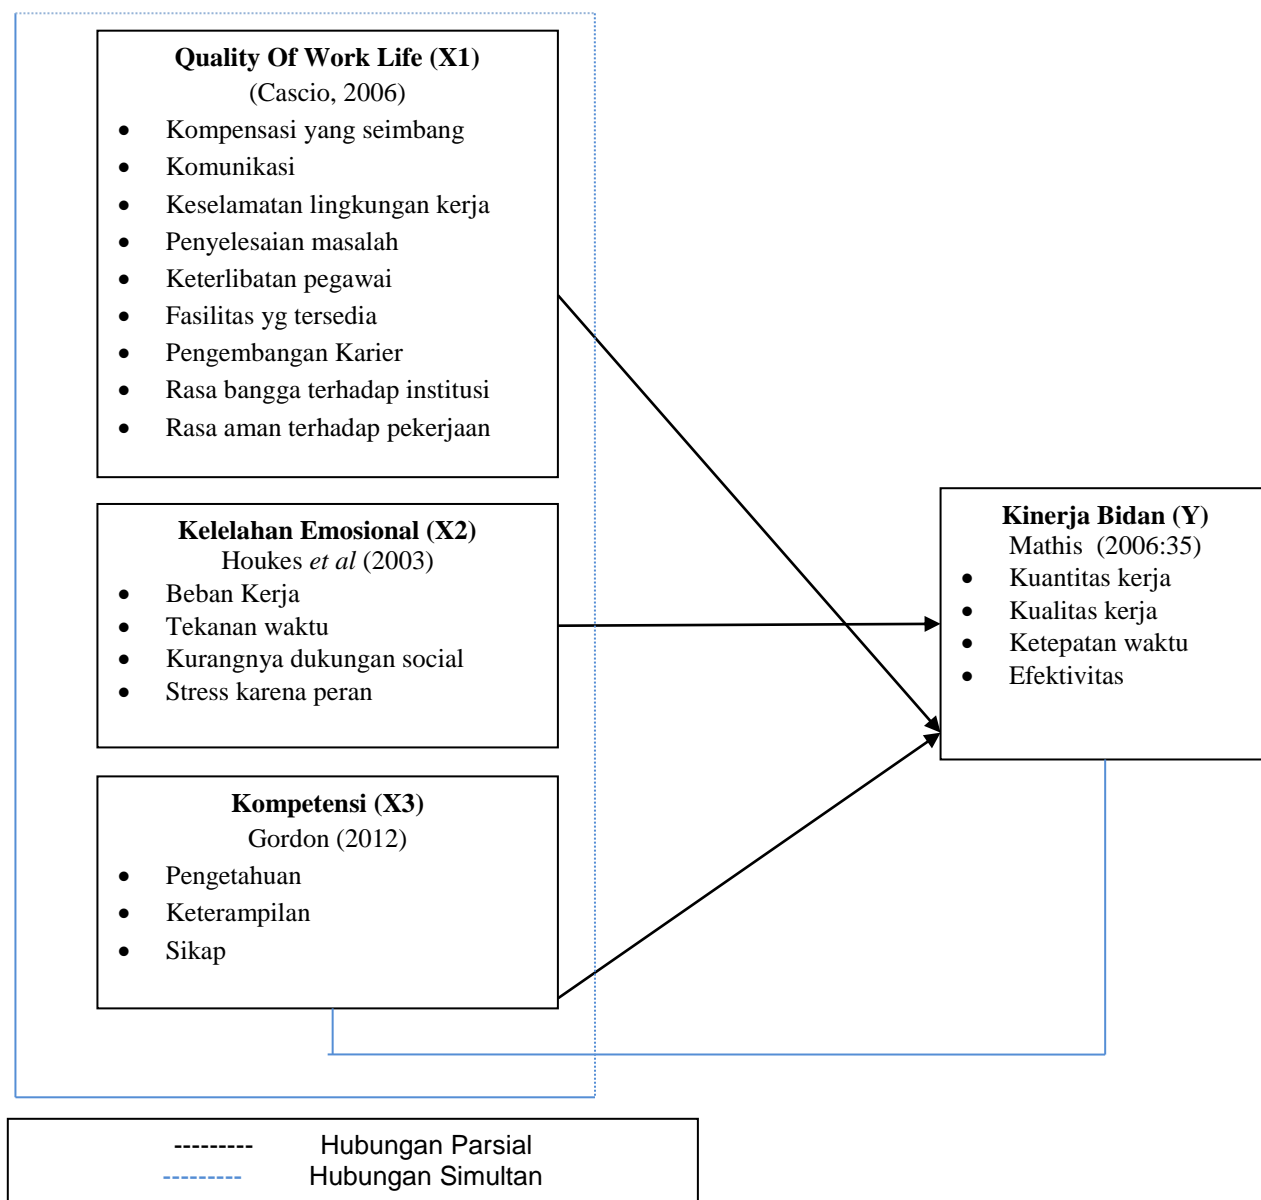 Quality Of Work Life (X1)
(Cascio, 2006)
• Kompensasi yang seimbang
• Komunikasi
• Keselamatan lingkungan kerja
• Penyelesaian masalah
• Keterlibatan pegawai
• Fasilitas yg tersedia
• Pengembangan Karier
• Rasa bangga terhadap institusi
• Rasa aman terhadap pekerjaan
Kelelahan Emosional (X2)
Houkes et al (2003)
• Beban Kerja
• Tekanan waktu
• Kurangnya dukungan social
• Stress karena peran
Kompetensi (X3)
Gordon (2012)
• Pengetahuan
• Keterampilan
• Sikap
Kinerja Bidan (Y)
Mathis (2006:35)
• Kuantitas kerja
• Kualitas kerja
• Ketepatan waktu
• Efektivitas
--------- Hubungan Parsial
--------- Hubungan Simultan